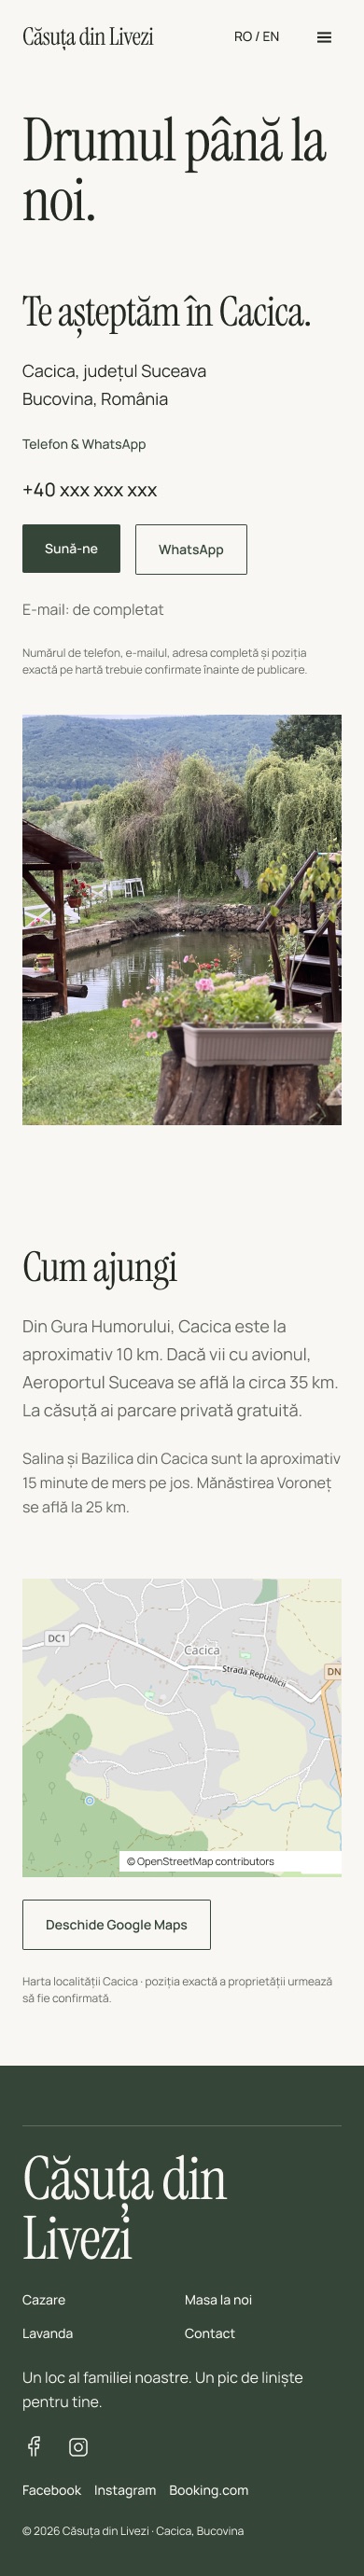 Căsuța din Livezi
RO / EN
Drumul până la
noi.
Te așteptăm în Cacica.
Cacica, județul Suceava
Bucovina, România
Telefon & WhatsApp
+40 xxx xxx xxx
Sună-ne
WhatsApp
E-mail: de completat
Numărul de telefon, e-mailul, adresa completă și poziția
exactă pe hartă trebuie confirmate înainte de publicare.
Cum ajungi
Din Gura Humorului, Cacica este la
aproximativ 10 km. Dacă vii cu avionul,
Aeroportul Suceava se află la circa 35 km.
La căsuță ai parcare privată gratuită.
Salina și Bazilica din Cacica sunt la aproximativ
15 minute de mers pe jos. Mănăstirea Voroneț
se află la 25 km.
DC1
Cacica
Strada Republicii
DN
© OpenStreetMap contributors
Deschide Google Maps
Harta localității Cacica · poziția exactă a proprietății urmează
să fie confirmată.
Căsuța din
Livezi
Cazare
Masa la noi
Lavanda
Contact
Un loc al familiei noastre. Un pic de liniște
pentru tine.
Facebook
Instagram
Booking.com
© 2026 Căsuța din Livezi · Cacica, Bucovina